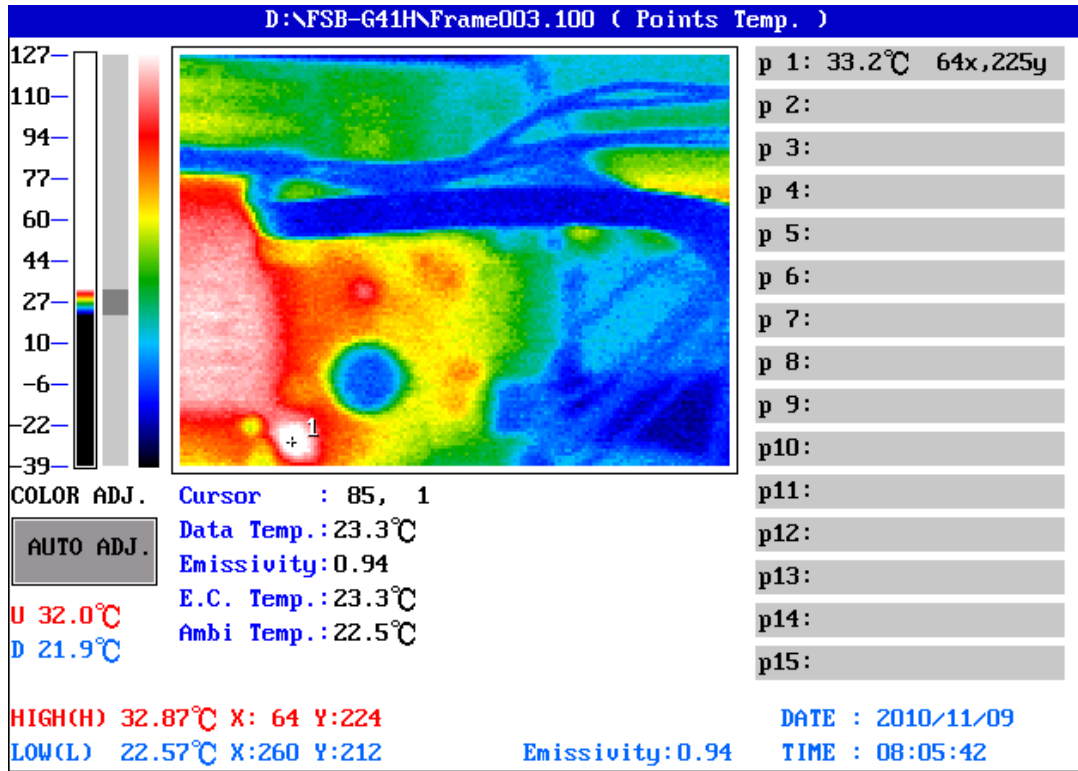 D:\FSB-G41H\Frame003.100 ( Points Temp. )
127
110
94
77
60
44
27
10
-6
-22
-39
1
p 1: 33.2℃ 64x,225y
p 2:
p 3:
p 4:
p 5:
p 6:
p 7:
p 8:
p 9:
p10:
p11:
p12:
p13:
p14:
p15:
COLOR ADJ.
AUTO ADJ.
U 32.0℃
D 21.9℃
Cursor : 85, 1
Data Temp.:23.3℃
Emissivity:0.94
E.C. Temp.:23.3℃
Ambi Temp.:22.5℃
HIGH(H) 32.87℃ X: 64 Y:224
LOW(L) 22.57℃ X:260 Y:212
Emissivity:0.94
DATE : 2010/11/09
TIME : 08:05:42